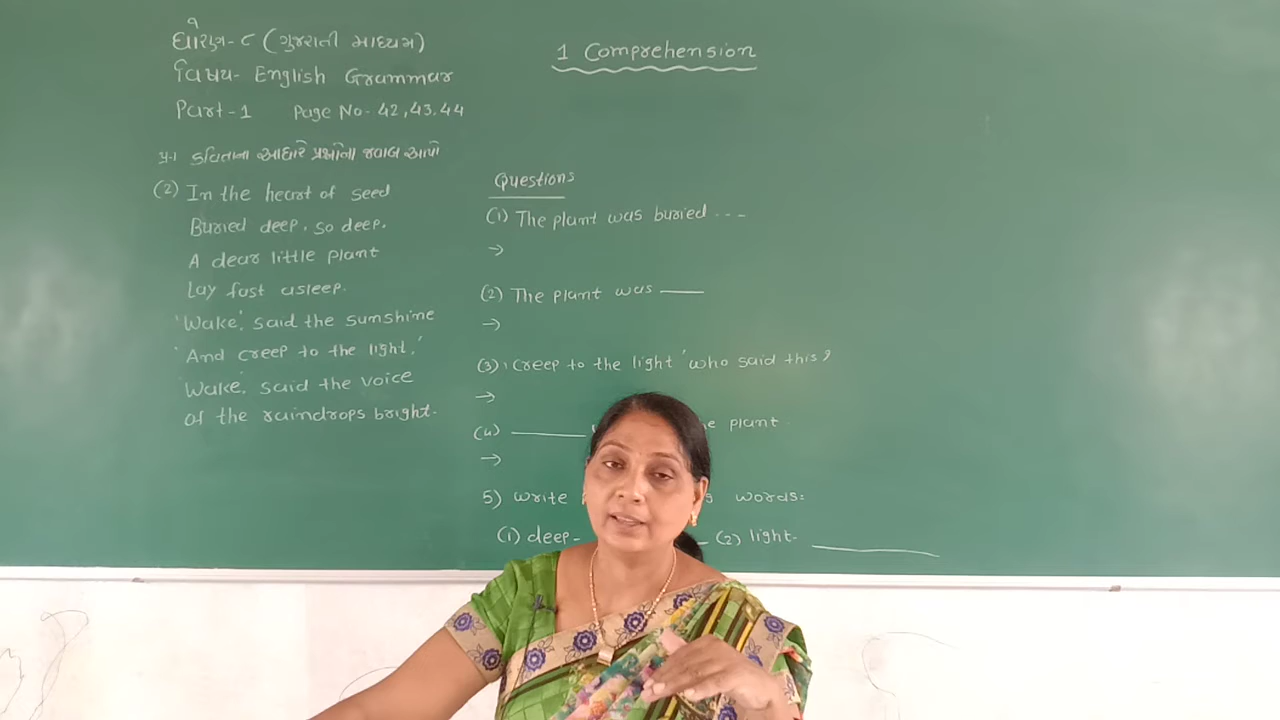 ધોરણ-૮ (ગુજરાતી માધ્યમ)
વિષય- English Grammar
Part-1 Page No- 42,43,44
પ્ર-૧ કવિતાના આધારે પ્રશ્નોના જવાબ આપો
(2) In the heart of seed
Buried deep, so deep.
A dear little plant
Lay fast asleep.
'Wake', said the sunshine
'And creep to the light,'
'Wake', said the voice
of the raindrops bright.
1 Comprehension
Questions
(1) The plant was buried ---
→
(2) The plant was ___
→
(3) 'Creep to the light' who said this?
→
(4) ___ plant
→
5) write words:
(1) deep- ___ (2) light- ___